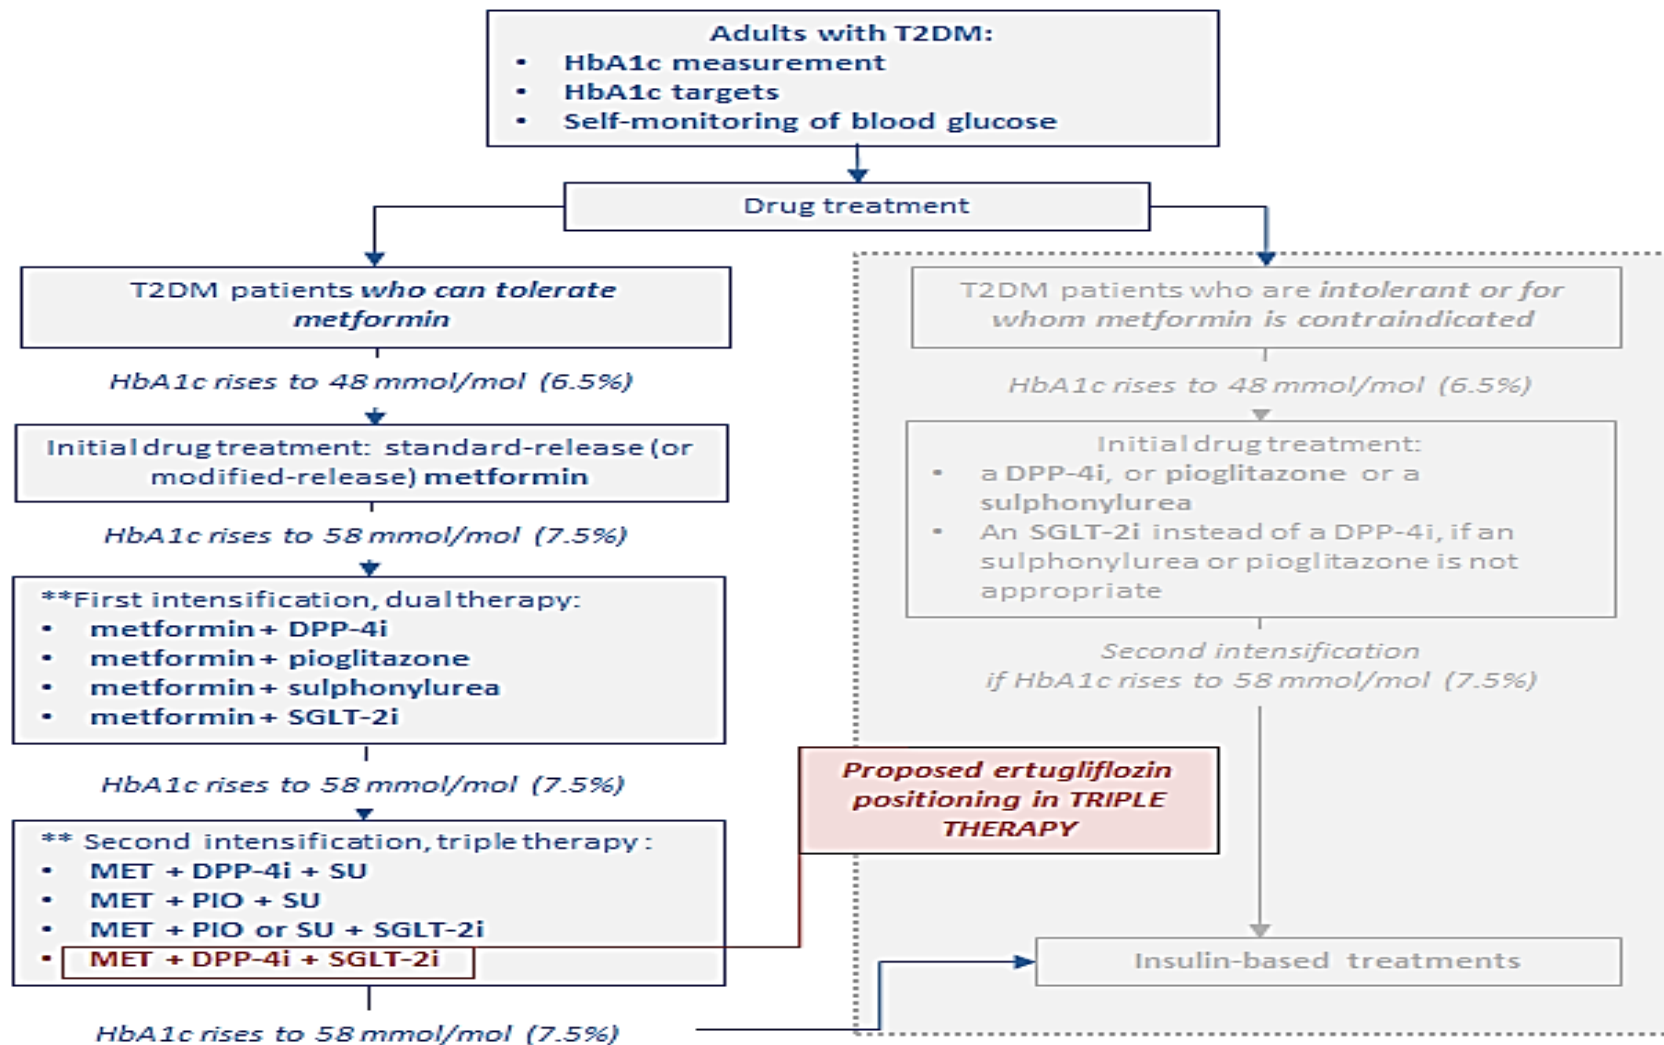 Adults with T2DM:
• HbA1c measurement
• HbA1c targets
• Self-monitoring of blood glucose
Drug treatment
T2DM patients who can tolerate
metformin
HbA1c rises to 48 mmol/mol (6.5%)
Initial drug treatment: standard-release (or
modified-release) metformin
HbA1c rises to 58 mmol/mol (7.5%)
**First intensification, dual therapy:
• metformin + DPP-4i
• metformin + pioglitazone
• metformin + sulphonylurea
• metformin + SGLT-2i
HbA1c rises to 58 mmol/mol (7.5%)
** Second intensification, triple therapy :
• MET + DPP-4i + SU
• MET + PIO + SU
• MET + PIO or SU + SGLT-2i
• MET + DPP-4i + SGLT-2i
HbA1c rises to 58 mmol/mol (7.5%)
T2DM patients who are intolerant or for
whom metformin is contraindicated
HbA1c rises to 48 mmol/mol (6.5%)
Initial drug treatment:
• a DPP-4i, or pioglitazone or a
sulphonylurea
• An SGLT-2i instead of a DPP-4i, if an
sulphonylurea or pioglitazone is not
appropriate
Second intensification
if HbA1c rises to 58 mmol/mol (7.5%)
Proposed ertugliflozin
positioning in TRIPLE
THERAPY
Insulin-based treatments